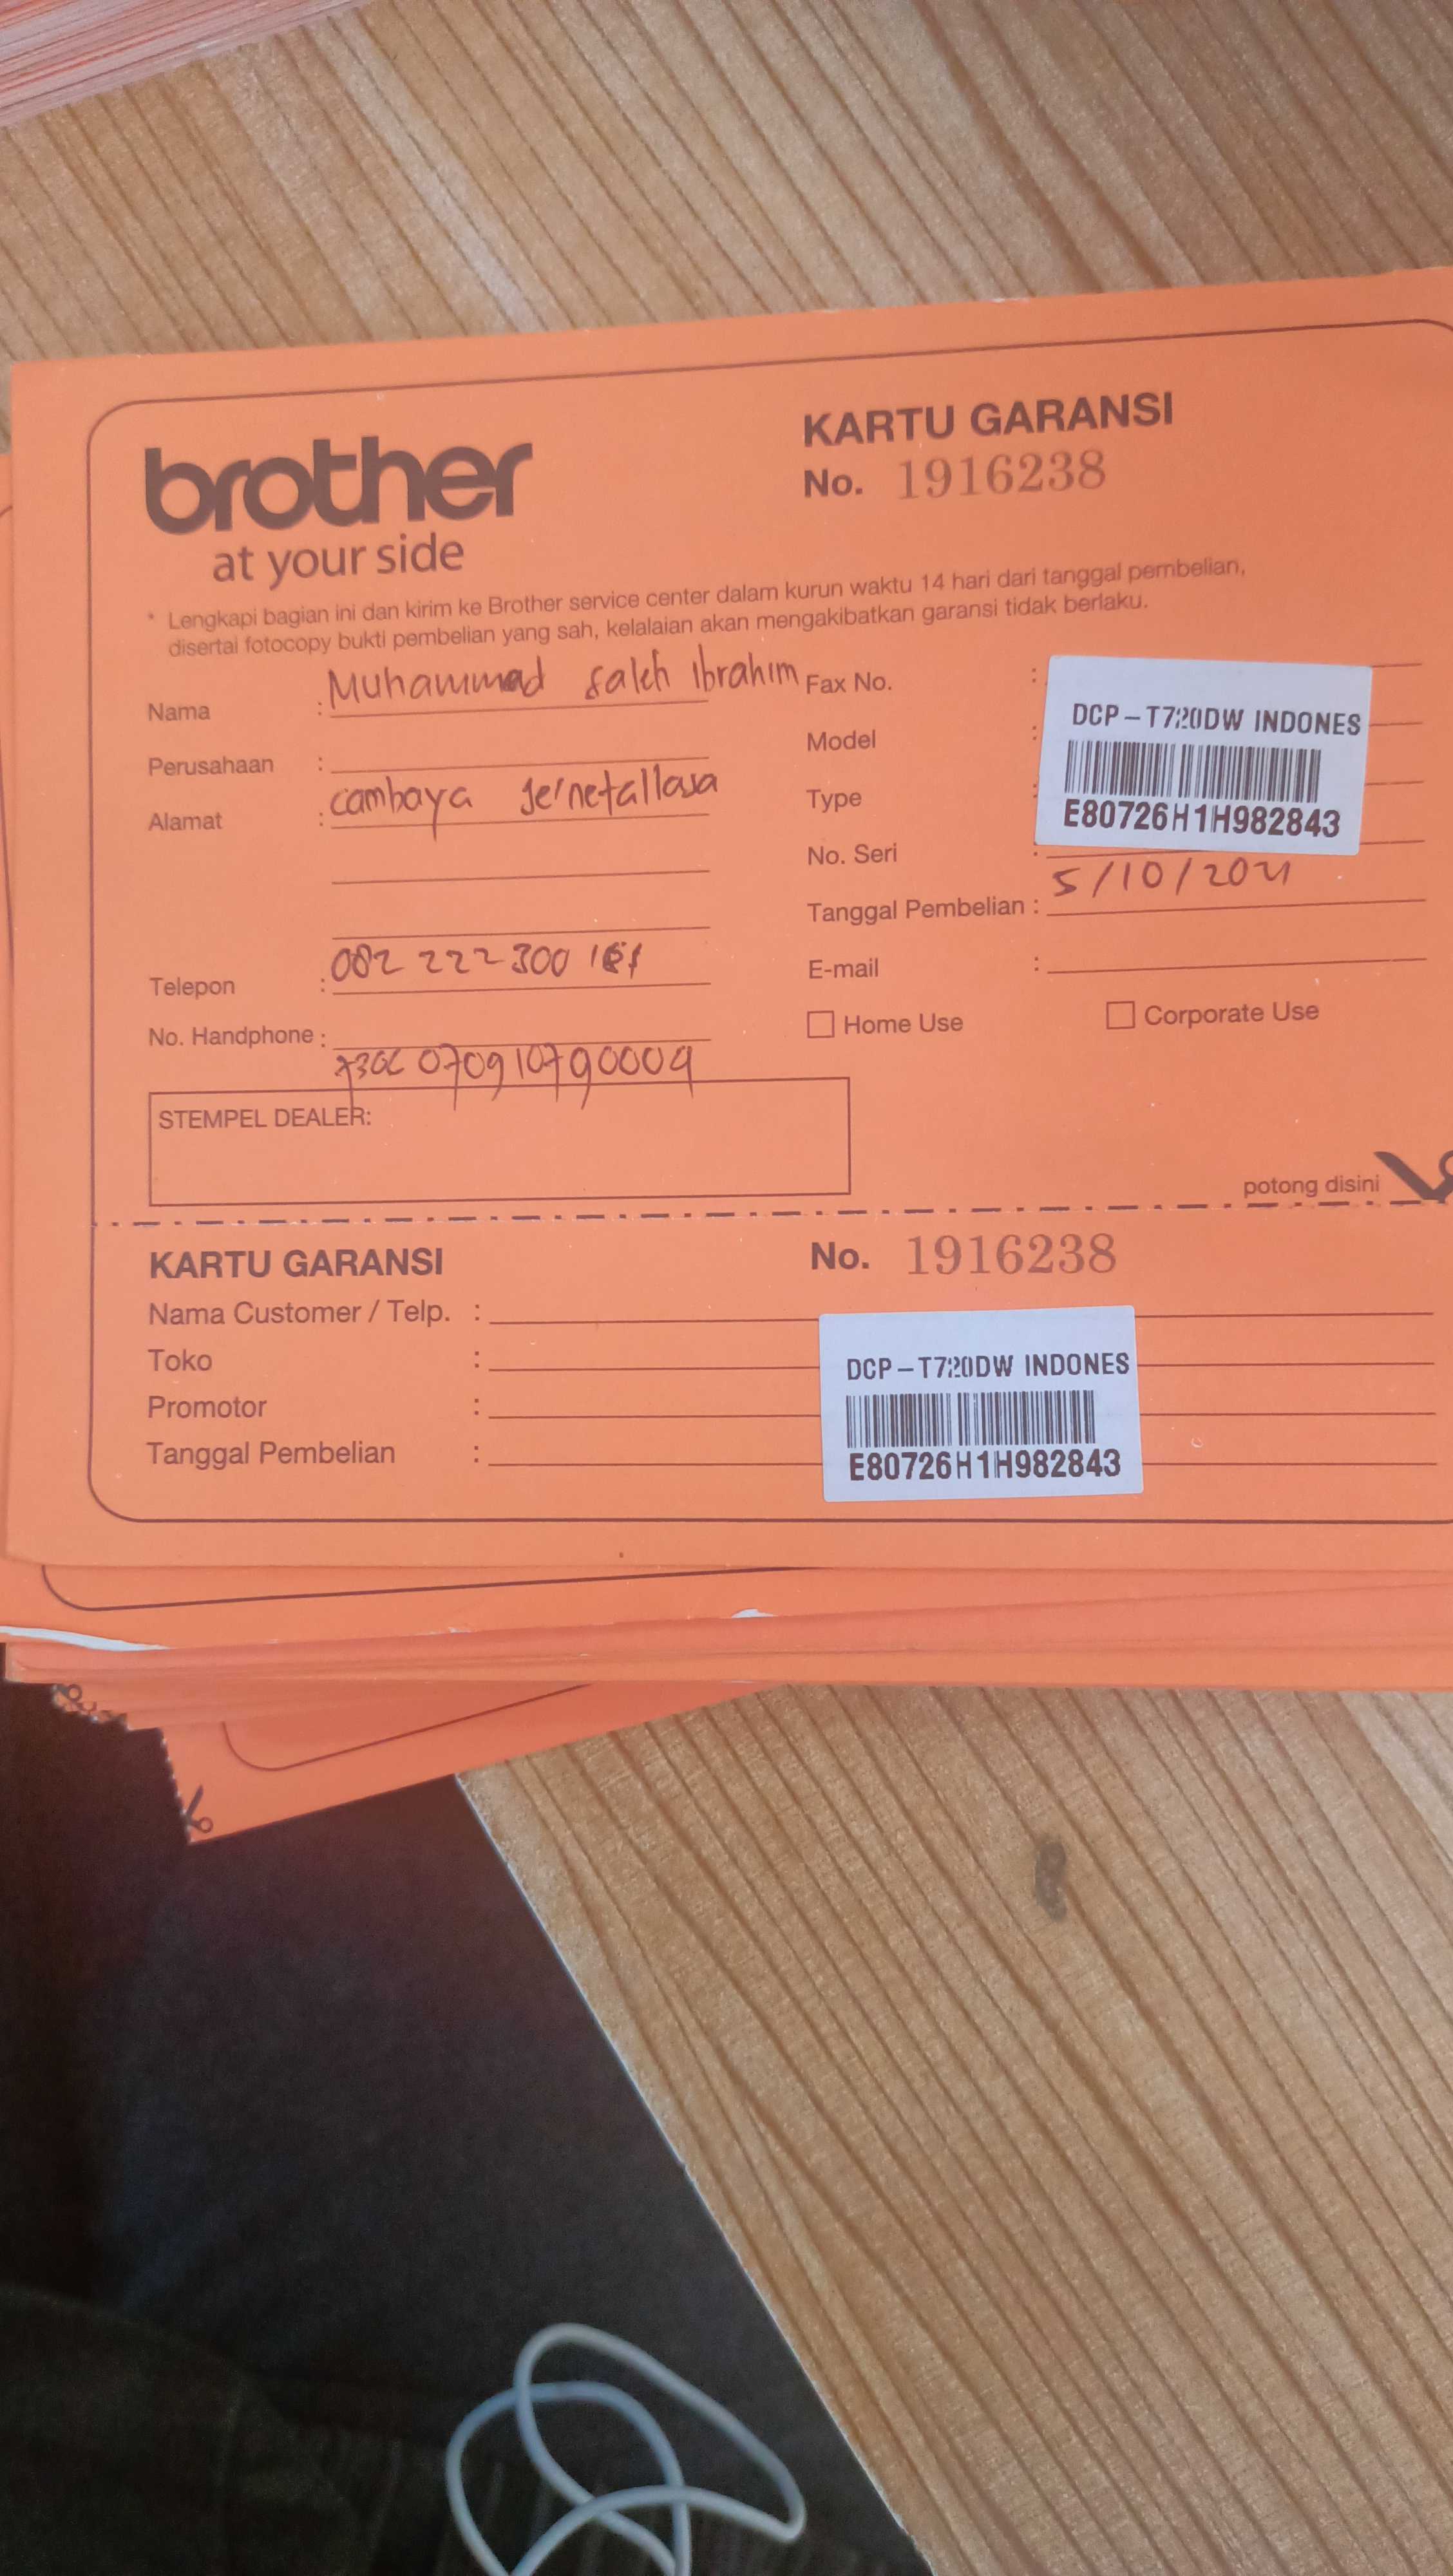 brother
at your side
KARTU GARANSI
No. 1916238
* Lengkapi bagian ini dan kirim ke Brother service center dalam kurun waktu 14 hari dari tanggal pembelian,
disertai fotocopy bukti pembelian yang sah, kelalaian akan mengakibatkan garansi tidak berlaku.
Nama : Muhammad saleh Ibrahim
Perusahaan :
Alamat : cambaya je'netallasa
Telepon : 082 222 300
No. Handphone :
070910790009
STEMPEL DEALER:
Fax No. :
Model :
Type :
No. Seri :
DCP-T720DW INDONES
E80726H1H982843
Tanggal Pembelian : 5/10/2021
E-mail :
Home Use Corporate Use
potong disini
KARTU GARANSI No. 1916238
Nama Customer / Telp. :
Toko :
Promotor :
Tanggal Pembelian :
DCP-T720DW INDONES
E80726H1H982843